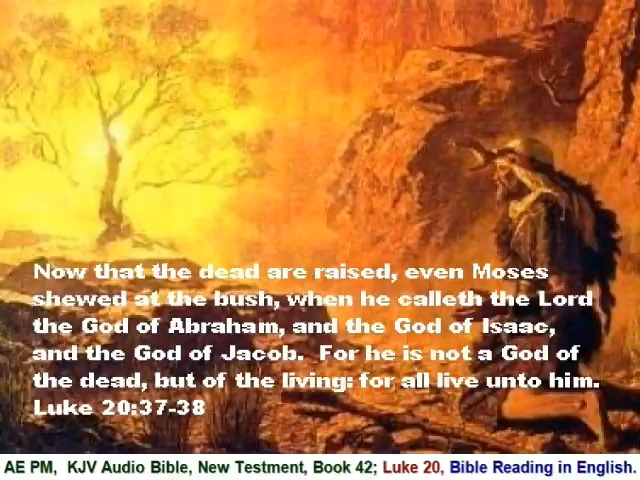 Now that the dead are raised, even Moses
shewed at the bush, when he calleth the Lord
the God of Abraham, and the God of Isaac,
and the God of Jacob.  For he is not a God of
the dead, but of the living: for all live unto him.
Luke 20:37-38
AE PM,  KJV Audio Bible, New Testment, Book 42; Luke 20, Bible Reading in English.